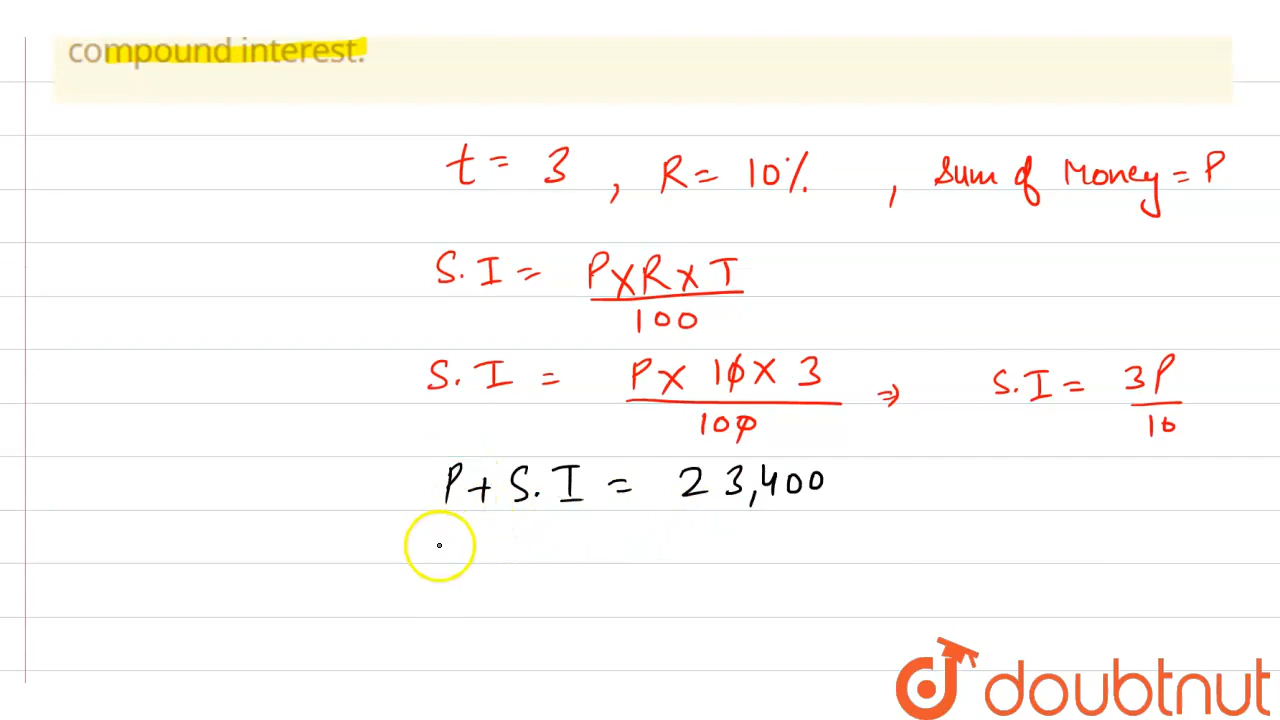 compound interest.
t = 3 , R = 10% , Sum of Money = P
S.I = P×R×T
100
S.I = P× 10× 3 ⇒ S.I = 3P
100 10
P + S.I = 23,400
doubtnut